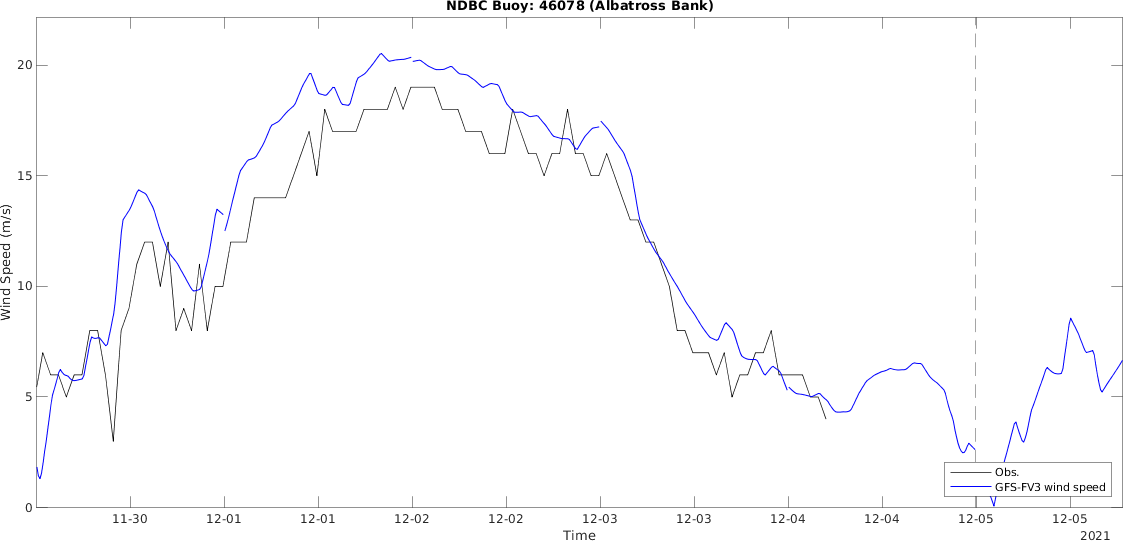 NDBC Buoy: 46078 (Albatross Bank)
20
15
10
5
0
Wind Speed (m/s)
Obs.
GFS-FV3 wind speed
11-30 12-01 12-01 12-02 12-02 12-03 12-03 12-04 12-04 12-05 12-05
Time
2021